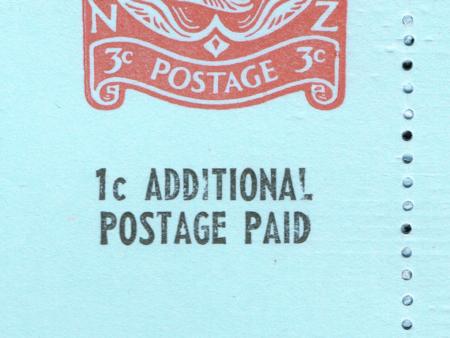 N Z
3c POSTAGE 3c
1c ADDITIONAL
POSTAGE PAID